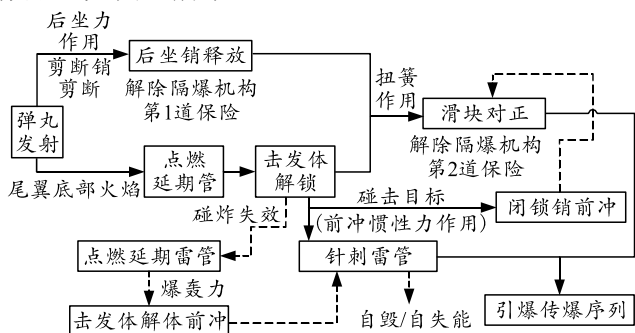 后坐力
作用
剪断销
剪断
后坐销释放
解除隔爆机构
第1道保险
扭簧
作用
滑块对正
解除隔爆机构
第2道保险
弹丸
发射
尾翼底部火焰
点燃
延期管
击发体
解锁
碰击目标
(前冲惯性力作用)
闭锁销前冲
碰炸失效
点燃延期雷管
针刺雷管
爆轰力
击发体解体前冲
自毁/自失能
引爆传爆序列